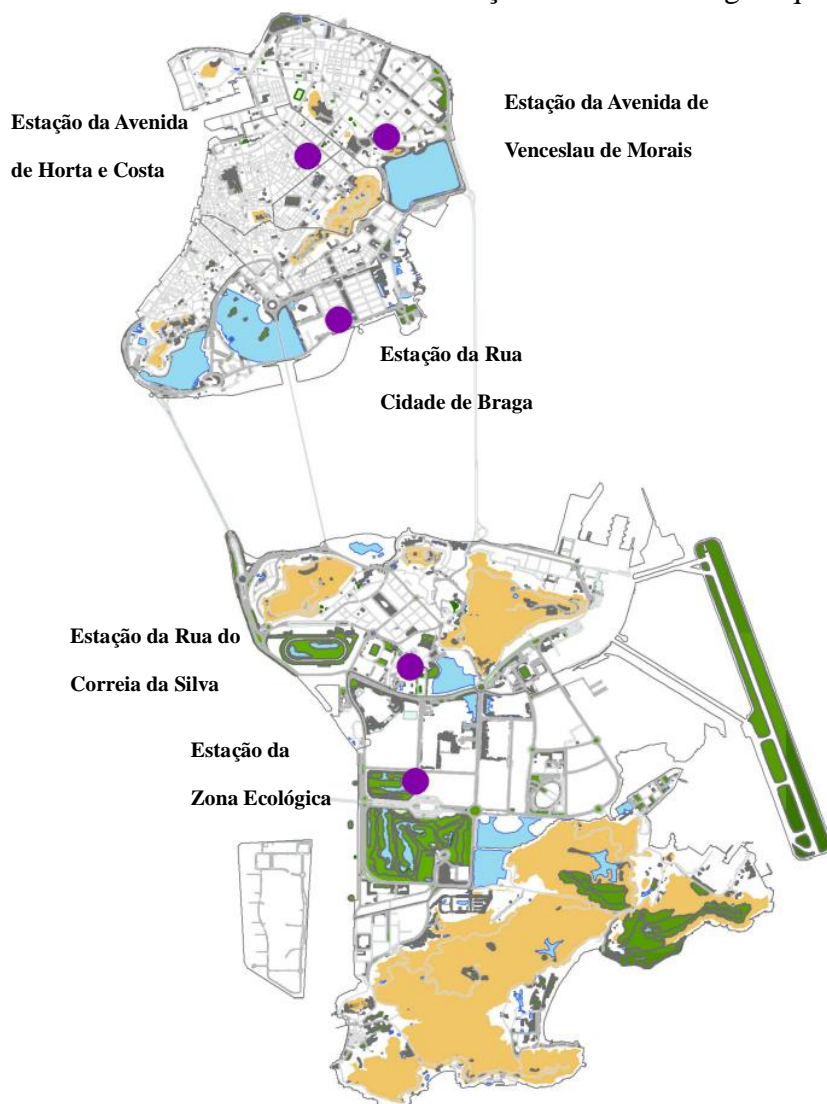 Estação da Avenida
de Horta e Costa
Estação da Avenida de
Venceslau de Morais
Estação da Rua
Cidade de Braga
Estação da Rua do
Correia da Silva
Estação da
Zona Ecológica